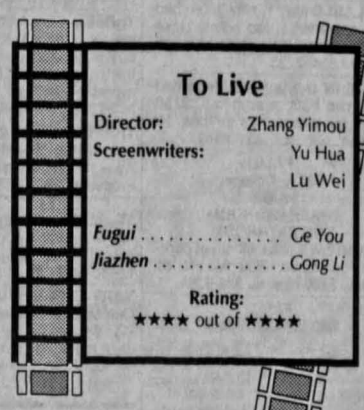 To Live
Director: Zhang Yimou
Screenwriters: Yu Hua
Lu Wei
Fugui . . . . . . . . . . . . . . . Ge You
Jiazhen . . . . . . . . . . . . . . Gong Li
Rating:
★★★★ out of ★★★★